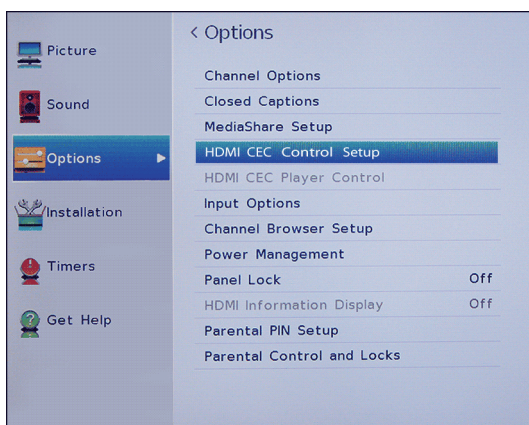 Picture
Sound
Options
Installation
Timers
Get Help
< Options
Channel Options
Closed Captions
MediaShare Setup
HDMI CEC Control Setup
HDMI CEC Player Control
Input Options
Channel Browser Setup
Power Management
Panel Lock Off
HDMI Information Display Off
Parental PIN Setup
Parental Control and Locks